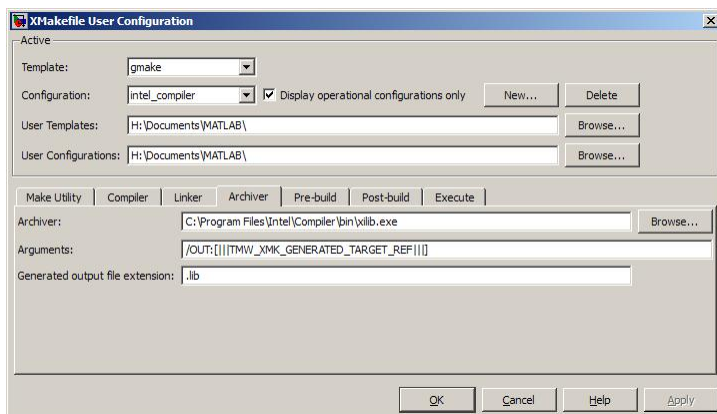 XMakefile User Configuration
Active
Template: gmake
Configuration: intel_compiler Display operational configurations only New... Delete
User Templates: H:\Documents\MATLAB\ Browse...
User Configurations: H:\Documents\MATLAB\ Browse...
Make Utility Compiler Linker Archiver Pre-build Post-build Execute
Archiver: C:\Program Files\Intel\Compiler\bin\xilib.exe Browse...
Arguments: /OUT:[|||TMW_XMK_GENERATED_TARGET_REF|||]
Generated output file extension: .lib
OK Cancel Help Apply